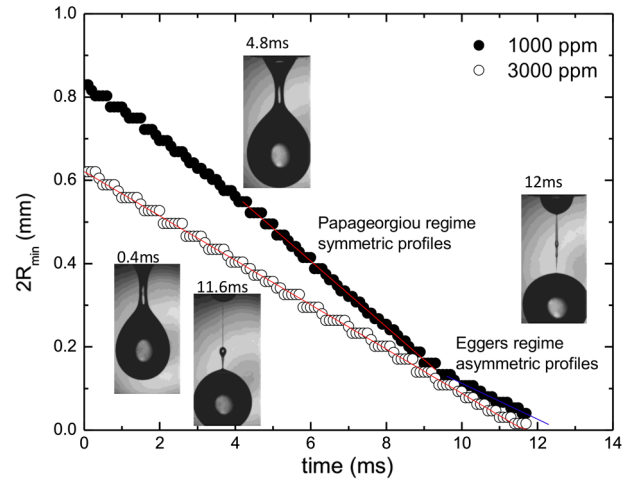 1.0
0.8
0.6
0.4
0.2
0.0
2R_min (mm)
4.8ms
1000 ppm
3000 ppm
12ms
Papageorgiou regime
symmetric profiles
0.4ms
11.6ms
Eggers regime
asymmetric profiles
0 2 4 6 8 10 12 14
time (ms)